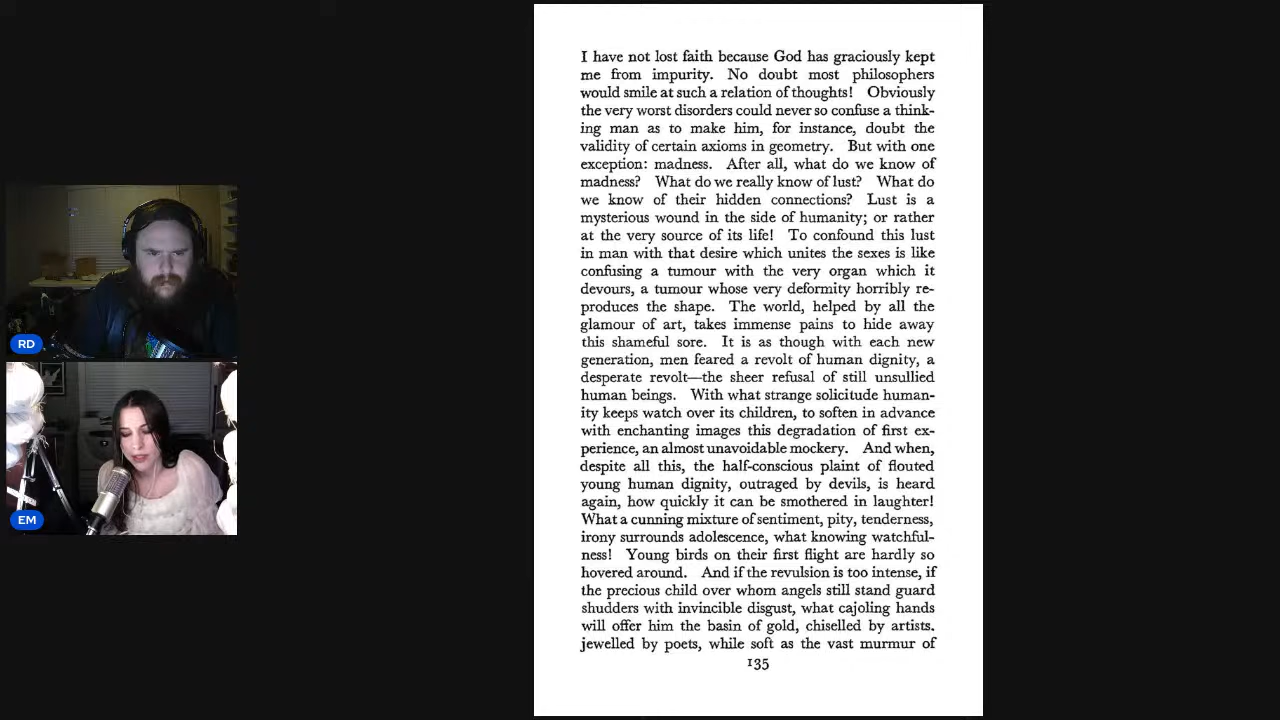 I have not lost faith because God has graciously kept
me from impurity. No doubt most philosophers
would smile at such a relation of thoughts! Obviously
the very worst disorders could never so confuse a think-
ing man as to make him, for instance, doubt the
validity of certain axioms in geometry. But with one
exception: madness. After all, what do we know of
madness? What do we really know of lust? What do
we know of their hidden connections? Lust is a
mysterious wound in the side of humanity; or rather
at the very source of its life! To confound this lust
in man with that desire which unites the sexes is like
confusing a tumour with the very organ which it
devours, a tumour whose very deformity horribly re-
produces the shape. The world, helped by all the
glamour of art, takes immense pains to hide away
this shameful sore. It is as though with each new
generation, men feared a revolt of human dignity, a
desperate revolt—the sheer refusal of still unsullied
human beings. With what strange solicitude human-
ity keeps watch over its children, to soften in advance
with enchanting images this degradation of first ex-
perience, an almost unavoidable mockery. And when,
despite all this, the half-conscious plaint of flouted
young human dignity, outraged by devils, is heard
again, how quickly it can be smothered in laughter!
What a cunning mixture of sentiment, pity, tenderness,
irony surrounds adolescence, what knowing watchful-
ness! Young birds on their first flight are hardly so
hovered around. And if the revulsion is too intense, if
the precious child over whom angels still stand guard
shudders with invincible disgust, what cajoling hands
will offer him the basin of gold, chiselled by artists.
jewelled by poets, while soft as the vast murmur of
135
RD
EM